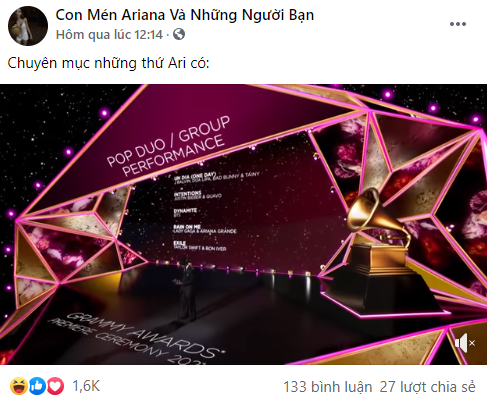 Con Mén Ariana Và Những Người Bạn
Hôm qua lúc 12:14 ·
Chuyên mục những thứ Ari có:
POP DUO / GROUP
PERFORMANCE
UN DIA (ONE DAY)
J BALVIN, DUA LIPA, BAD BUNNY & TAINY
INTENTIONS
JUSTIN BIEBER & QUAVO
DYNAMITE
BTS
RAIN ON ME
LADY GAGA & ARIANA GRANDE
EXILE
TAYLOR SWIFT & BON IVER
GRAMMY AWARDS®
PREMIERE CEREMONY
1,6K
133 bình luận 27 lượt chia sẻ